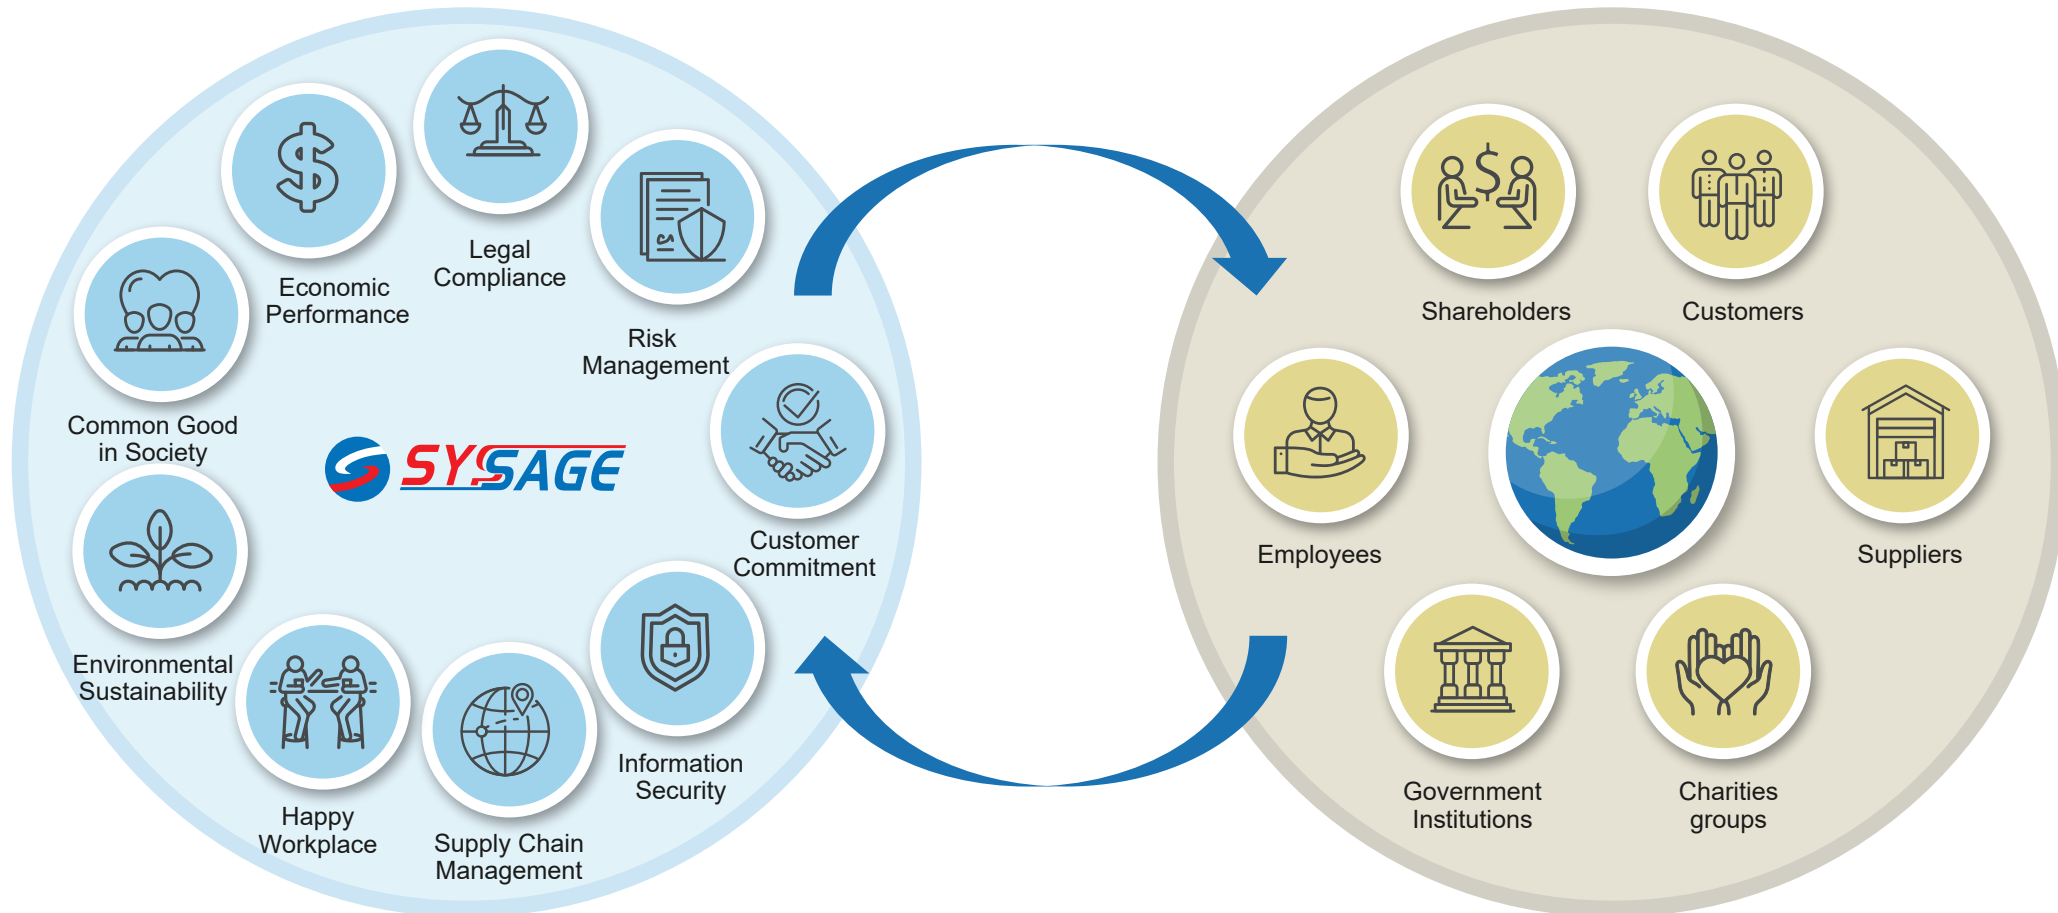 Legal
Compliance
Economic
Performance
Risk
Management
Common Good
in Society
SYSSAGE
Customer
Commitment
Environmental
Sustainability
Information
Security
Happy
Workplace
Supply Chain
Management
Shareholders
Customers
Employees
Suppliers
Government
Institutions
Charities
groups